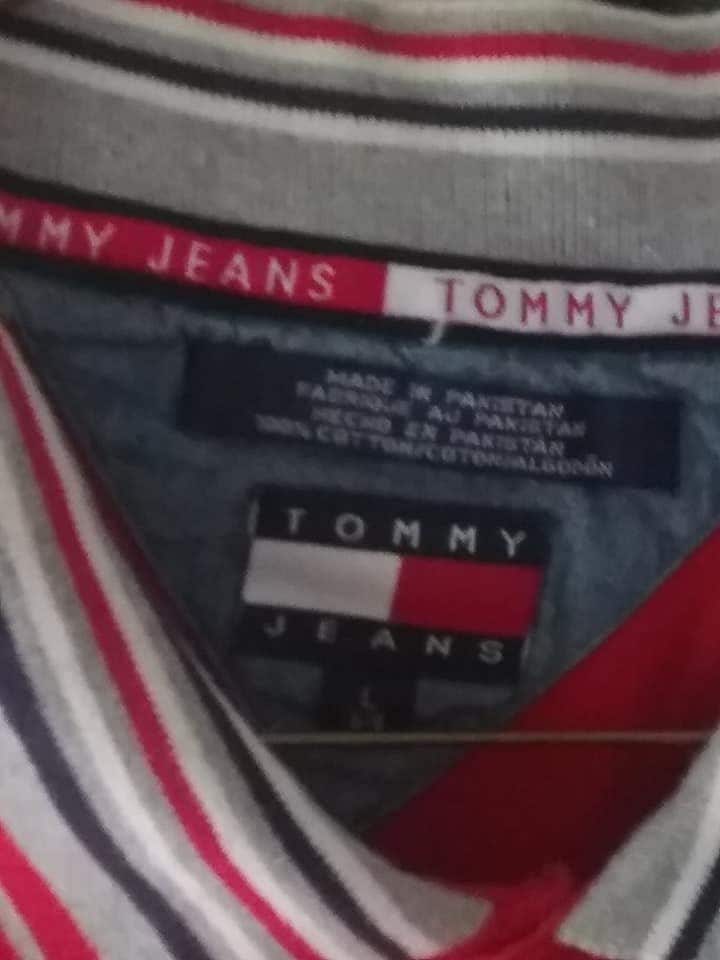 MMY JEANS TOMMY JE
MADE IN PAKISTAN
FABRIQUE AU PAKISTAN
HECHO EN PAKISTAN
100% COTTON/COTON/ALGODÓN
TOMMY
JEANS
L